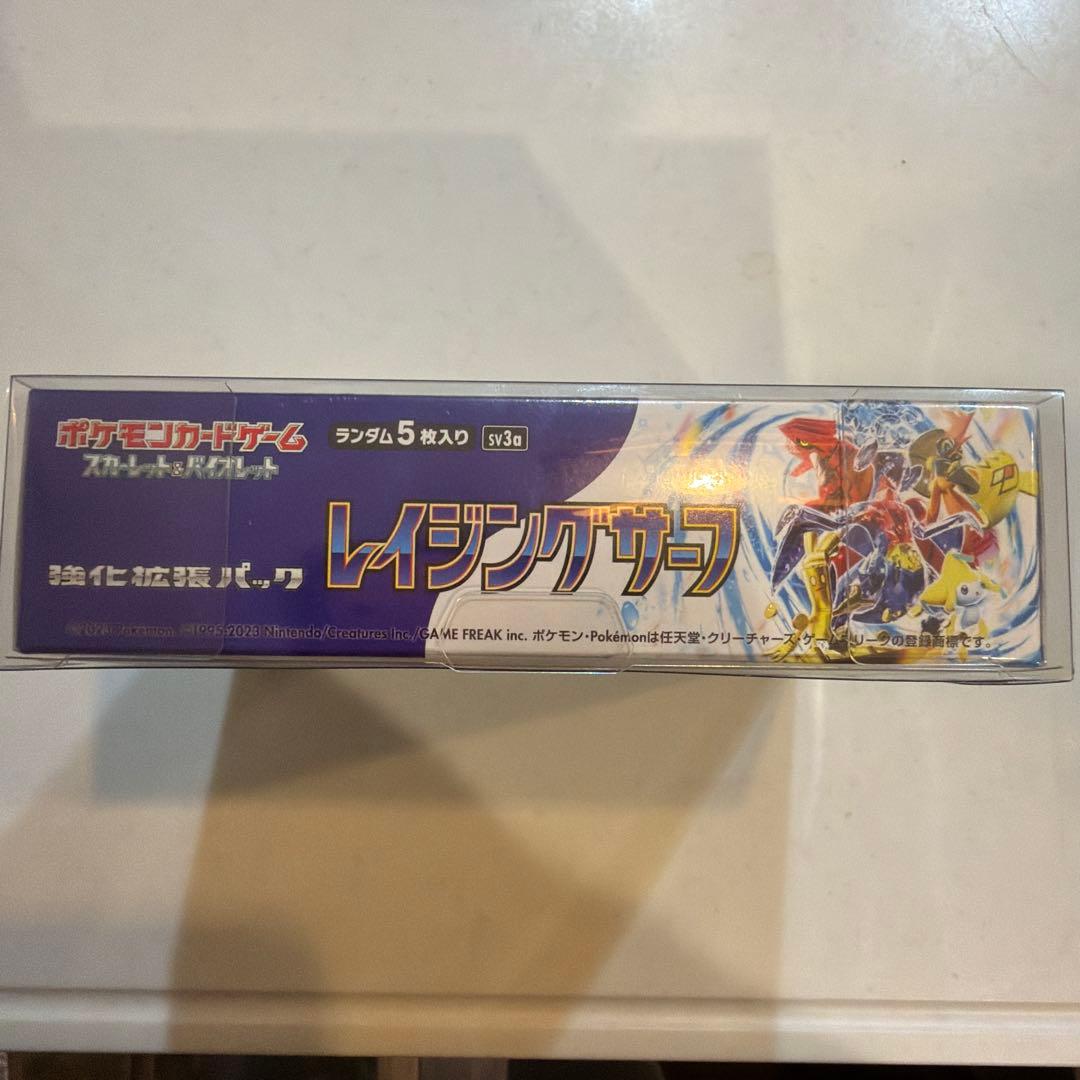 ポケモンカードゲーム
スカーレット&バイオレット
ランダム5枚入り SV3a
強化拡張パック
レイジングサーフ
©2023 Pokémon. ©1995-2023 Nintendo/Creatures Inc./GAME FREAK inc. ポケモン・Pokémonは任天堂・クリーチャーズ・ゲームフリークの登録商標です。